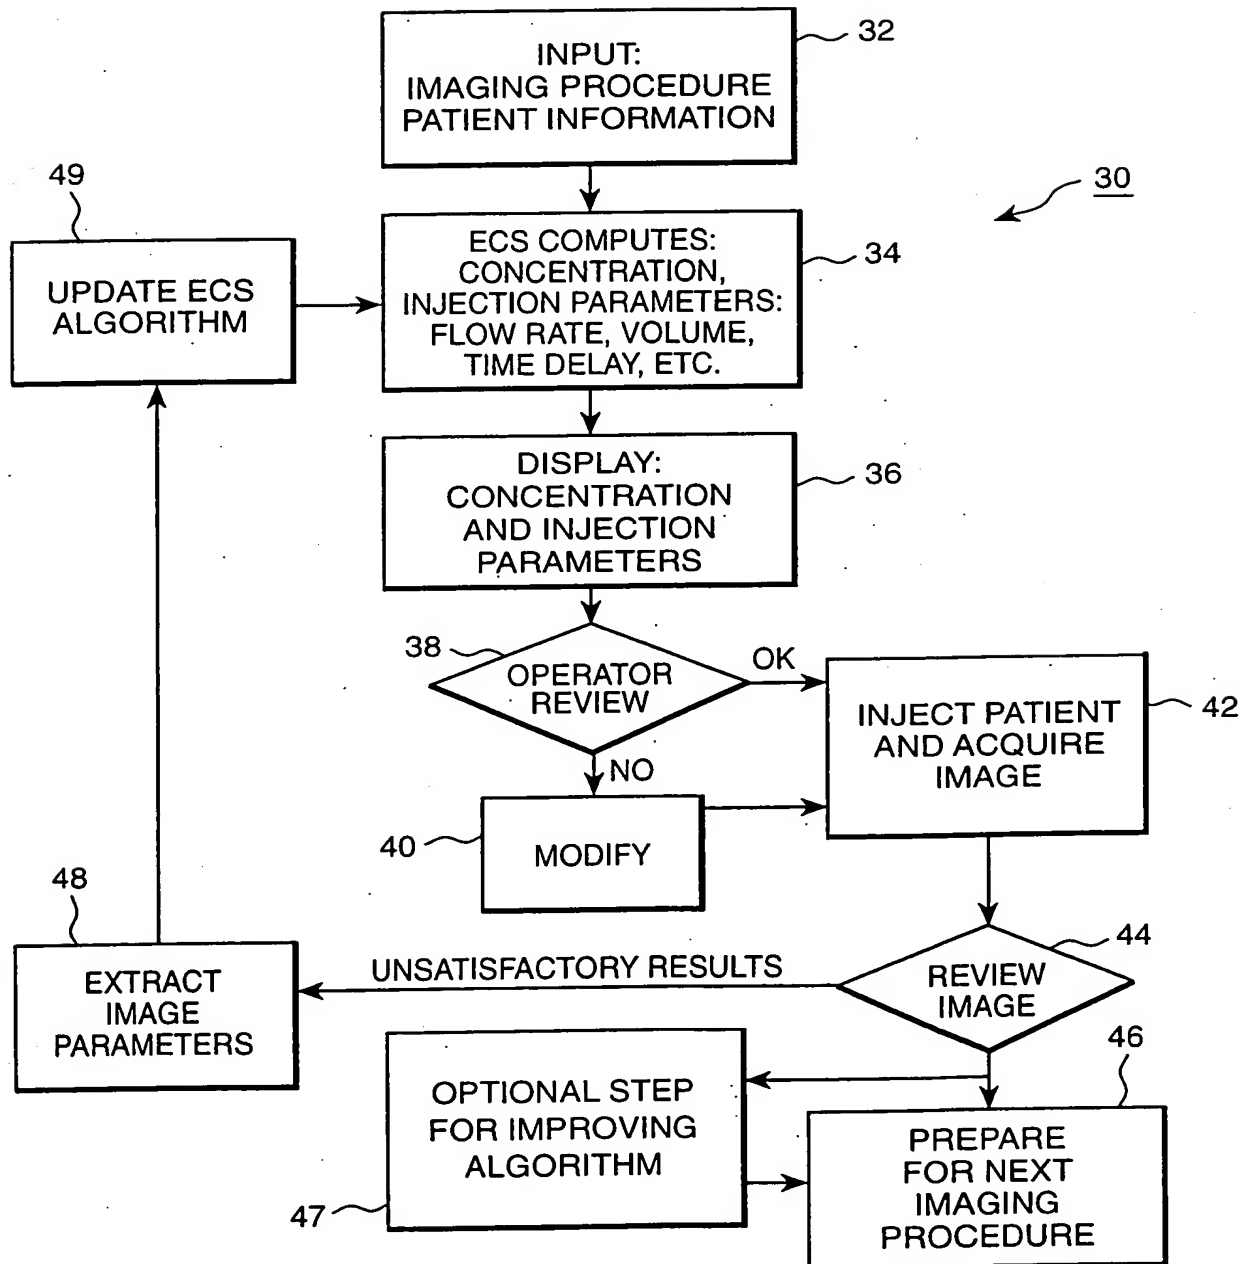 INPUT:
IMAGING PROCEDURE
PATIENT INFORMATION
32
30
49
UPDATE ECS
ALGORITHM
ECS COMPUTES:
CONCENTRATION,
INJECTION PARAMETERS:
FLOW RATE, VOLUME,
TIME DELAY, ETC.
34
DISPLAY:
CONCENTRATION
AND INJECTION
PARAMETERS
36
38
OPERATOR
REVIEW
OK
NO
40
MODIFY
INJECT PATIENT
AND ACQUIRE
IMAGE
42
44
REVIEW
IMAGE
UNSATISFACTORY RESULTS
48
EXTRACT
IMAGE
PARAMETERS
OPTIONAL STEP
FOR IMPROVING
ALGORITHM
47
46
PREPARE
FOR NEXT
IMAGING
PROCEDURE